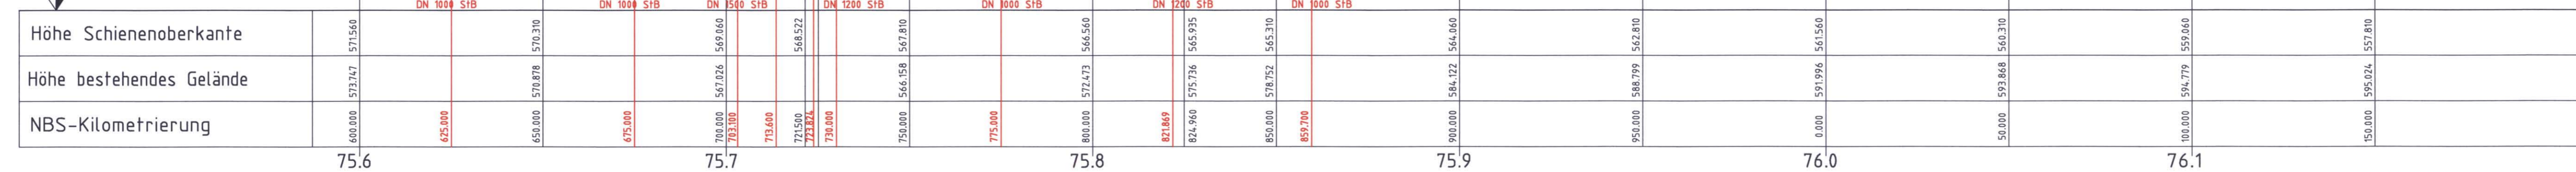 DN 1000 StB DN 1000 StB DN 1500 StB DN 1200 StB DN 1000 StB DN 1200 StB DN 1000 StB
Höhe Schienenoberkante 571.560 570.310 569.060 568.522 567.810 566.560 565.935 565.310 564.060 562.810 561.560 560.310 559.060 557.810
Höhe bestehendes Gelände 573.747 570.878 567.026 566.158 572.473 575.736 578.752 584.122 588.799 591.996 593.868 594.779 595.024
NBS-Kilometrierung 600.000 625.000 650.000 675.000 700.000 703.100 713.600 721.500 723.824 730.000 750.000 775.000 800.000 821.869 824.960 850.000 859.700 900.000 950.000 0.000 50.000 100.000 150.000
75.6 75.7 75.8 75.9 76.0 76.1